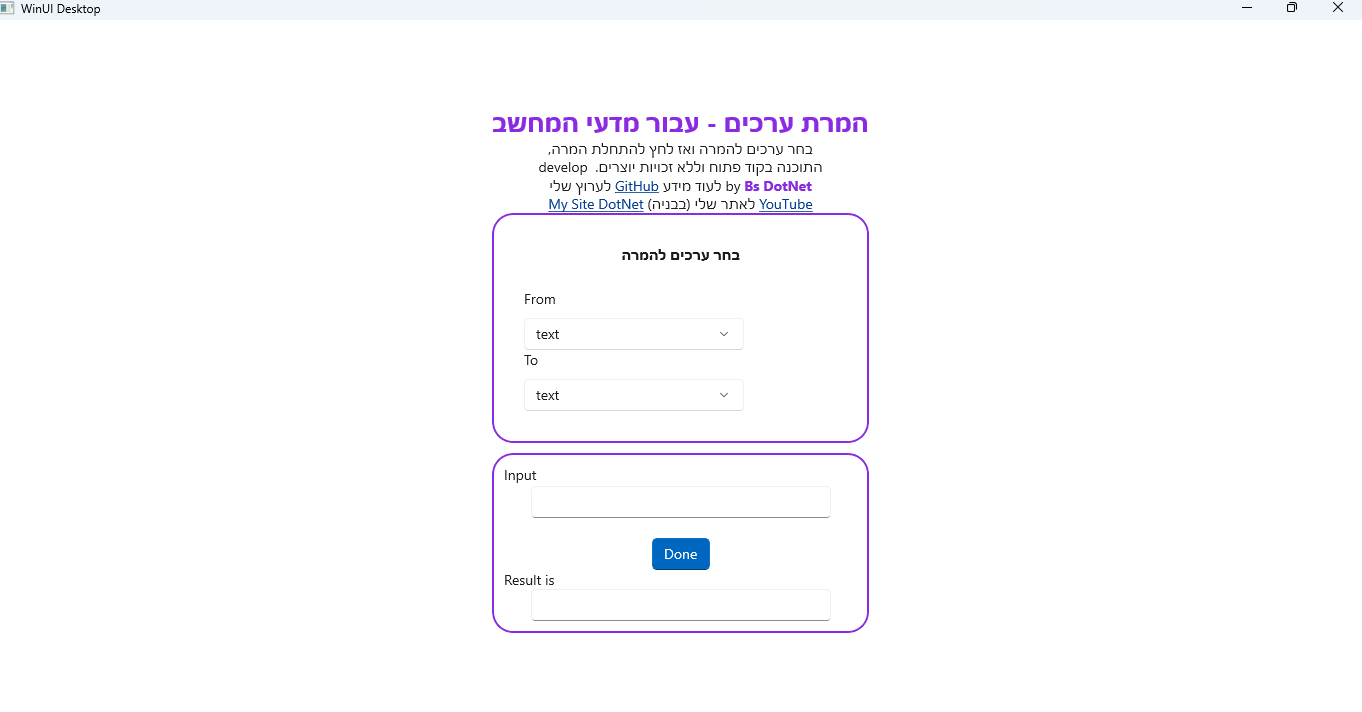 WinUI Desktop
המרת ערכים - עבור מדעי המחשב
בחר ערכים להמרה ואז לחץ להתחלת המרה,
התוכנה בקוד פתוח וללא זכויות יוצרים. develop
by Bs DotNet לעוד מידע GitHub לערוץ שלי
YouTube לאתר שלי (בבניה) My Site DotNet
בחר ערכים להמרה
From
text
To
text
Input
Done
Result is